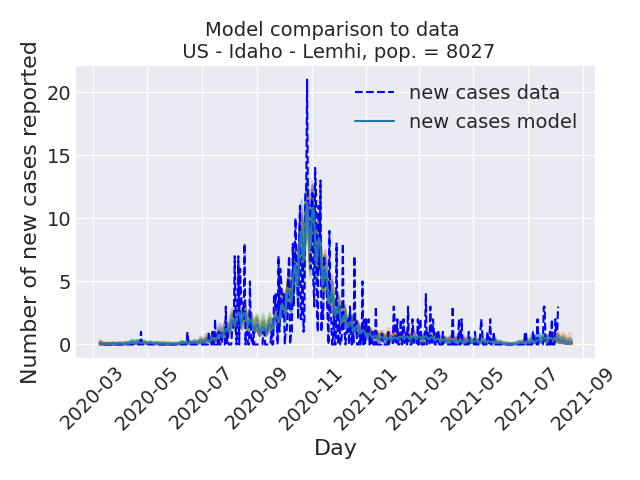 Model comparison to data
US - Idaho - Lemhi, pop. = 8027
Number of new cases reported
20
15
10
5
0
new cases data
new cases model
2020-03
2020-05
2020-07
2020-09
2020-11
2021-01
2021-03
2021-05
2021-07
2021-09
Day